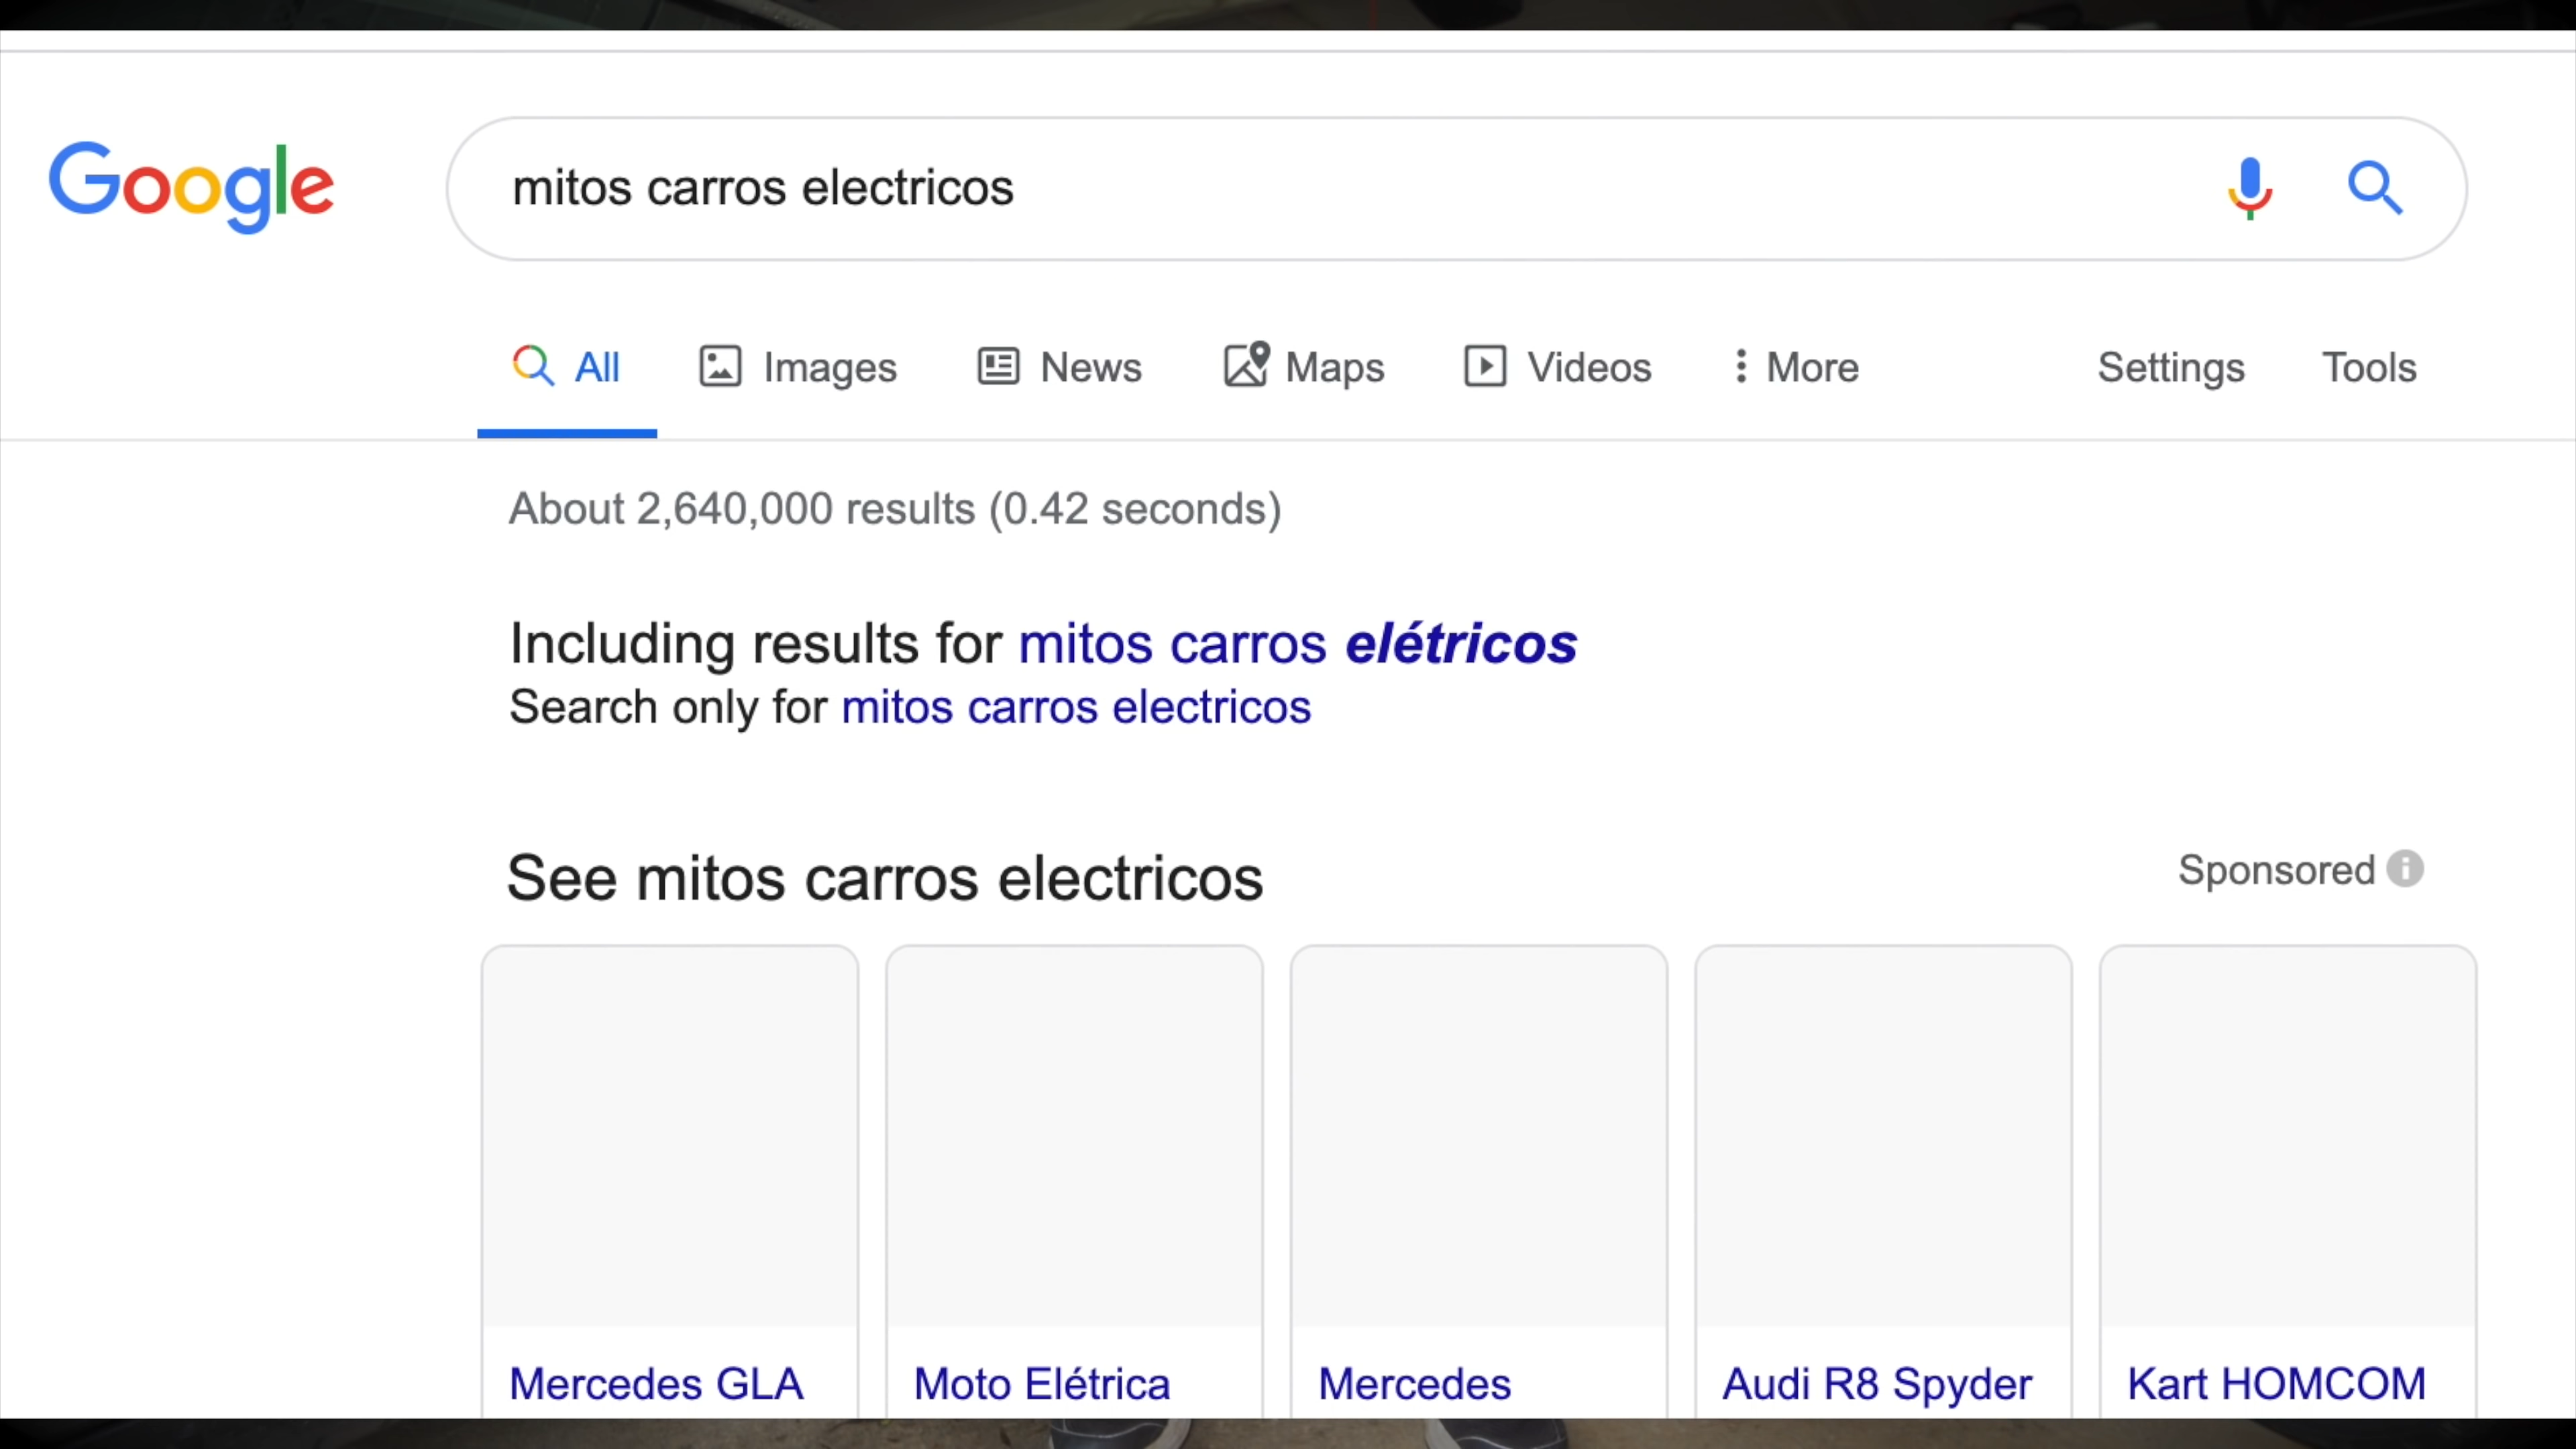 Google
mitos carros electricos
All Images News Maps Videos More Settings Tools
About 2,640,000 results (0.42 seconds)
Including results for mitos carros elétricos
Search only for mitos carros electricos
See mitos carros electricos Sponsored
Mercedes GLA Moto Elétrica Mercedes Audi R8 Spyder Kart HOMCOM